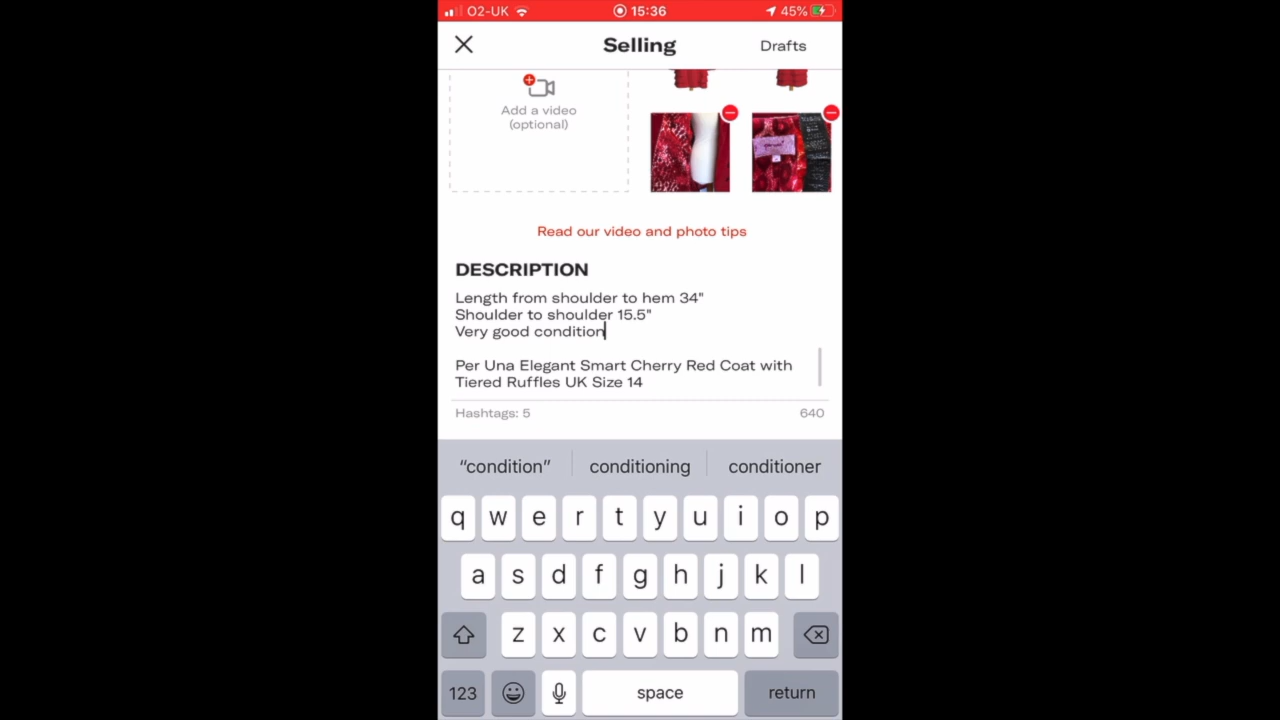 O2-UK 15:36 45%
Selling Drafts
Add a video
(optional)
Read our video and photo tips
DESCRIPTION
Length from shoulder to hem 34"
Shoulder to shoulder 15.5"
Very good condition
Per Una Elegant Smart Cherry Red Coat with
Tiered Ruffles UK Size 14
Hashtags: 5 640
“condition” conditioning conditioner
q w e r t y u i o p
a s d f g h j k l
z x c v b n m
123 space return